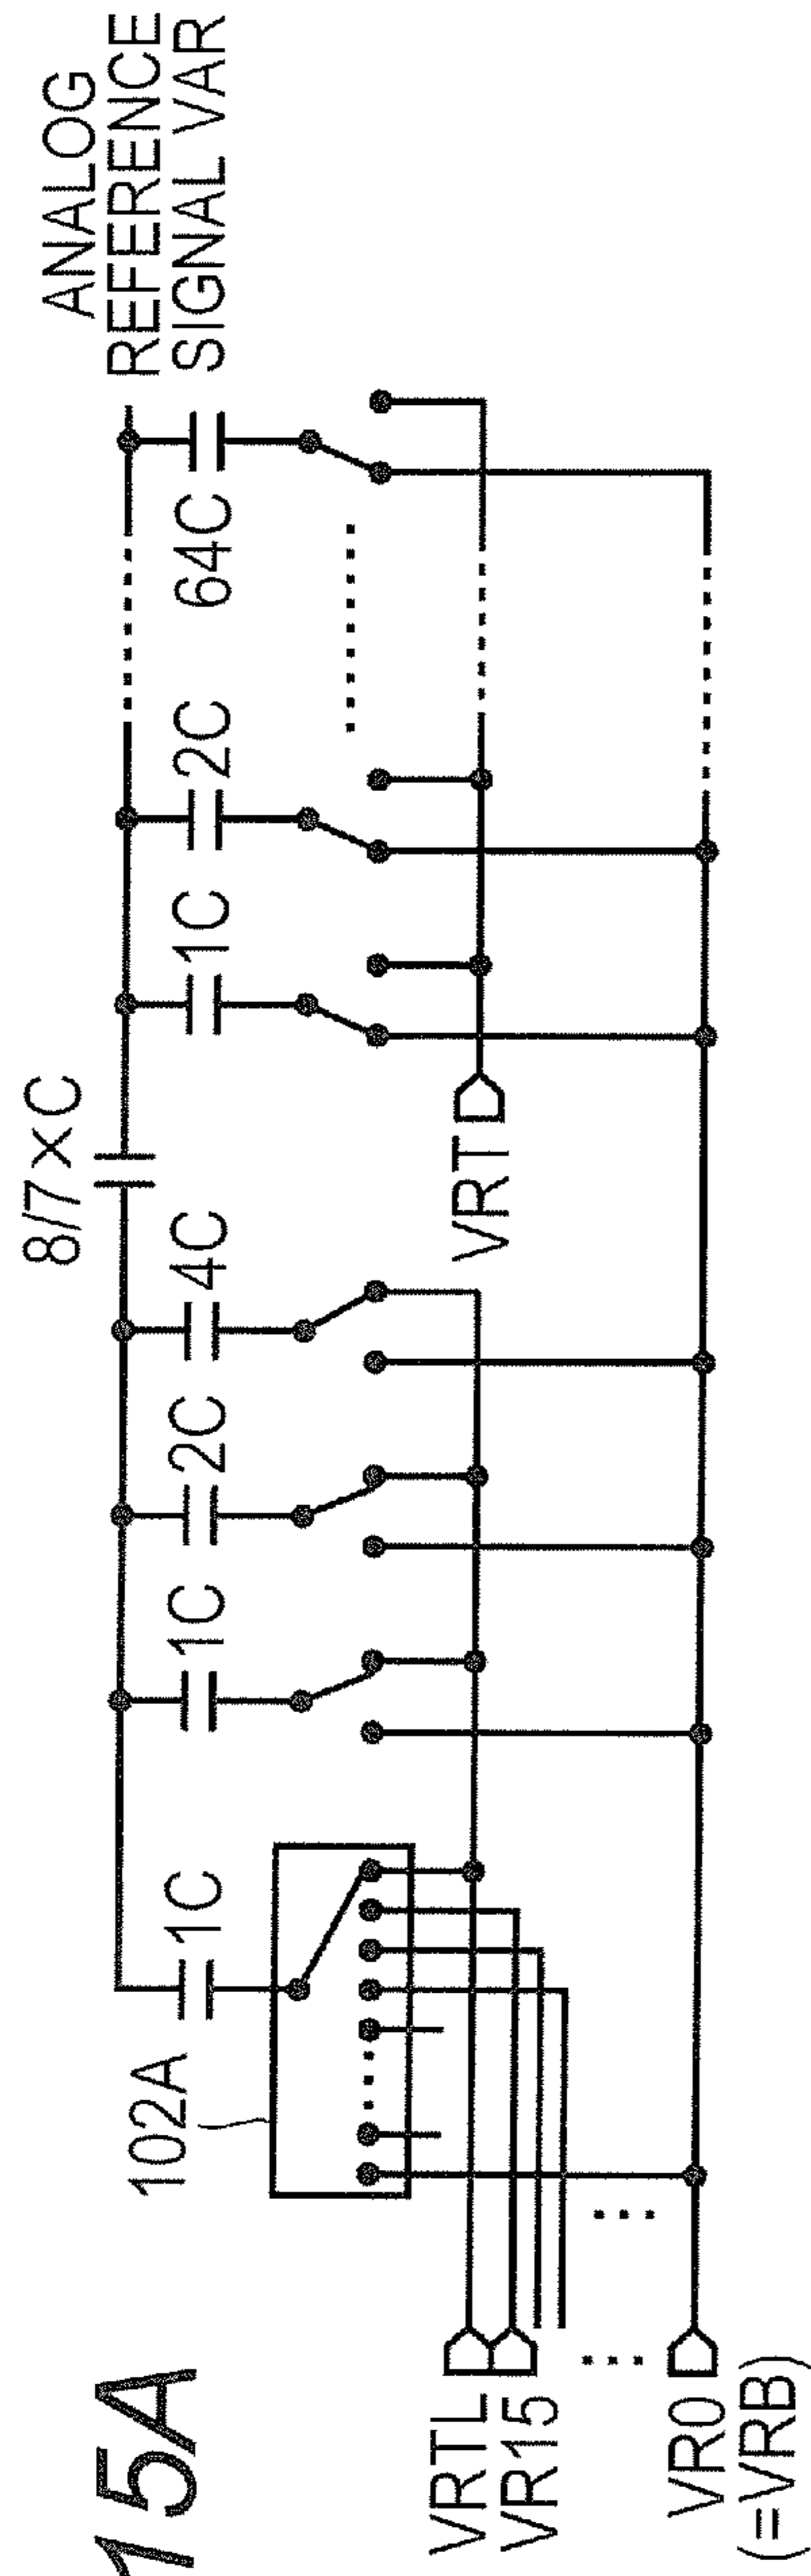 15A
ANALOG
REFERENCE
SIGNAL VAR
8/7×C
102A
1C
1C
2C
4C
1C
2C
64C
VRT
VRTL
VR15
VR0
(=VRB)